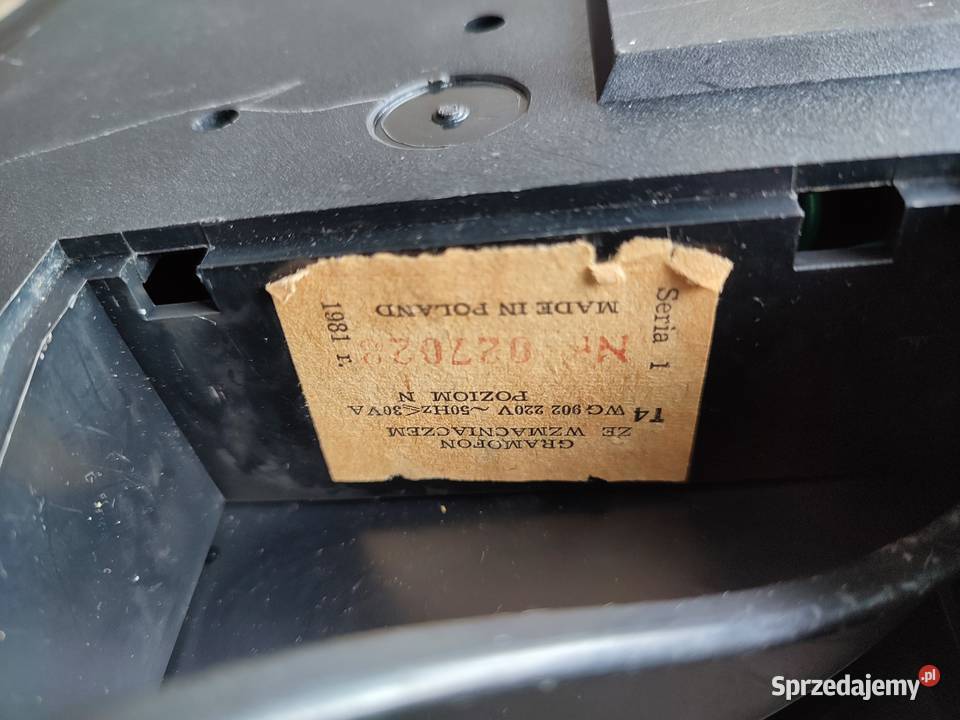 GRAMOFON
ZE WZMACNIACZEM
T4 WG 902 220V ~50Hz≤30VA
POZIOM N
Nr
MADE IN POLAND
Seria 1
1981 r.
Sprzedajemy.pl